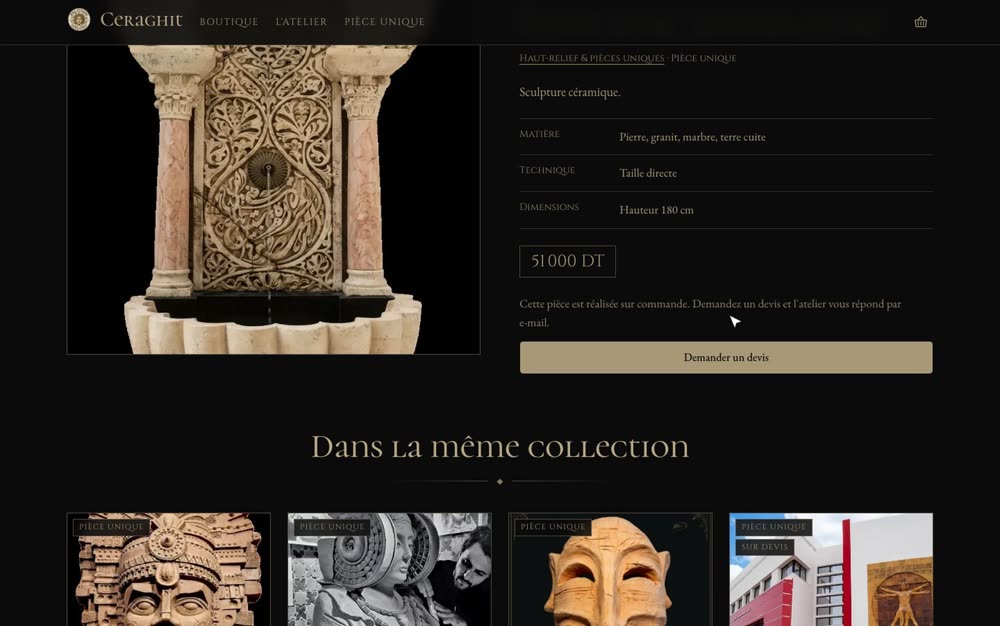 Ceraghit BOUTIQUE L'ATELIER PIÈCE UNIQUE
Haut-relief & pièces uniques · Pièce unique
Sculpture céramique.
Matière Pierre, granit, marbre, terre cuite
Technique Taille directe
Dimensions Hauteur 180 cm
51 000 DT
Cette pièce est réalisée sur commande. Demandez un devis et l'atelier vous répond par
e-mail.
Demander un devis
Dans la même collection
PIÈCE UNIQUE PIÈCE UNIQUE PIÈCE UNIQUE PIÈCE UNIQUE
SUR DEVIS